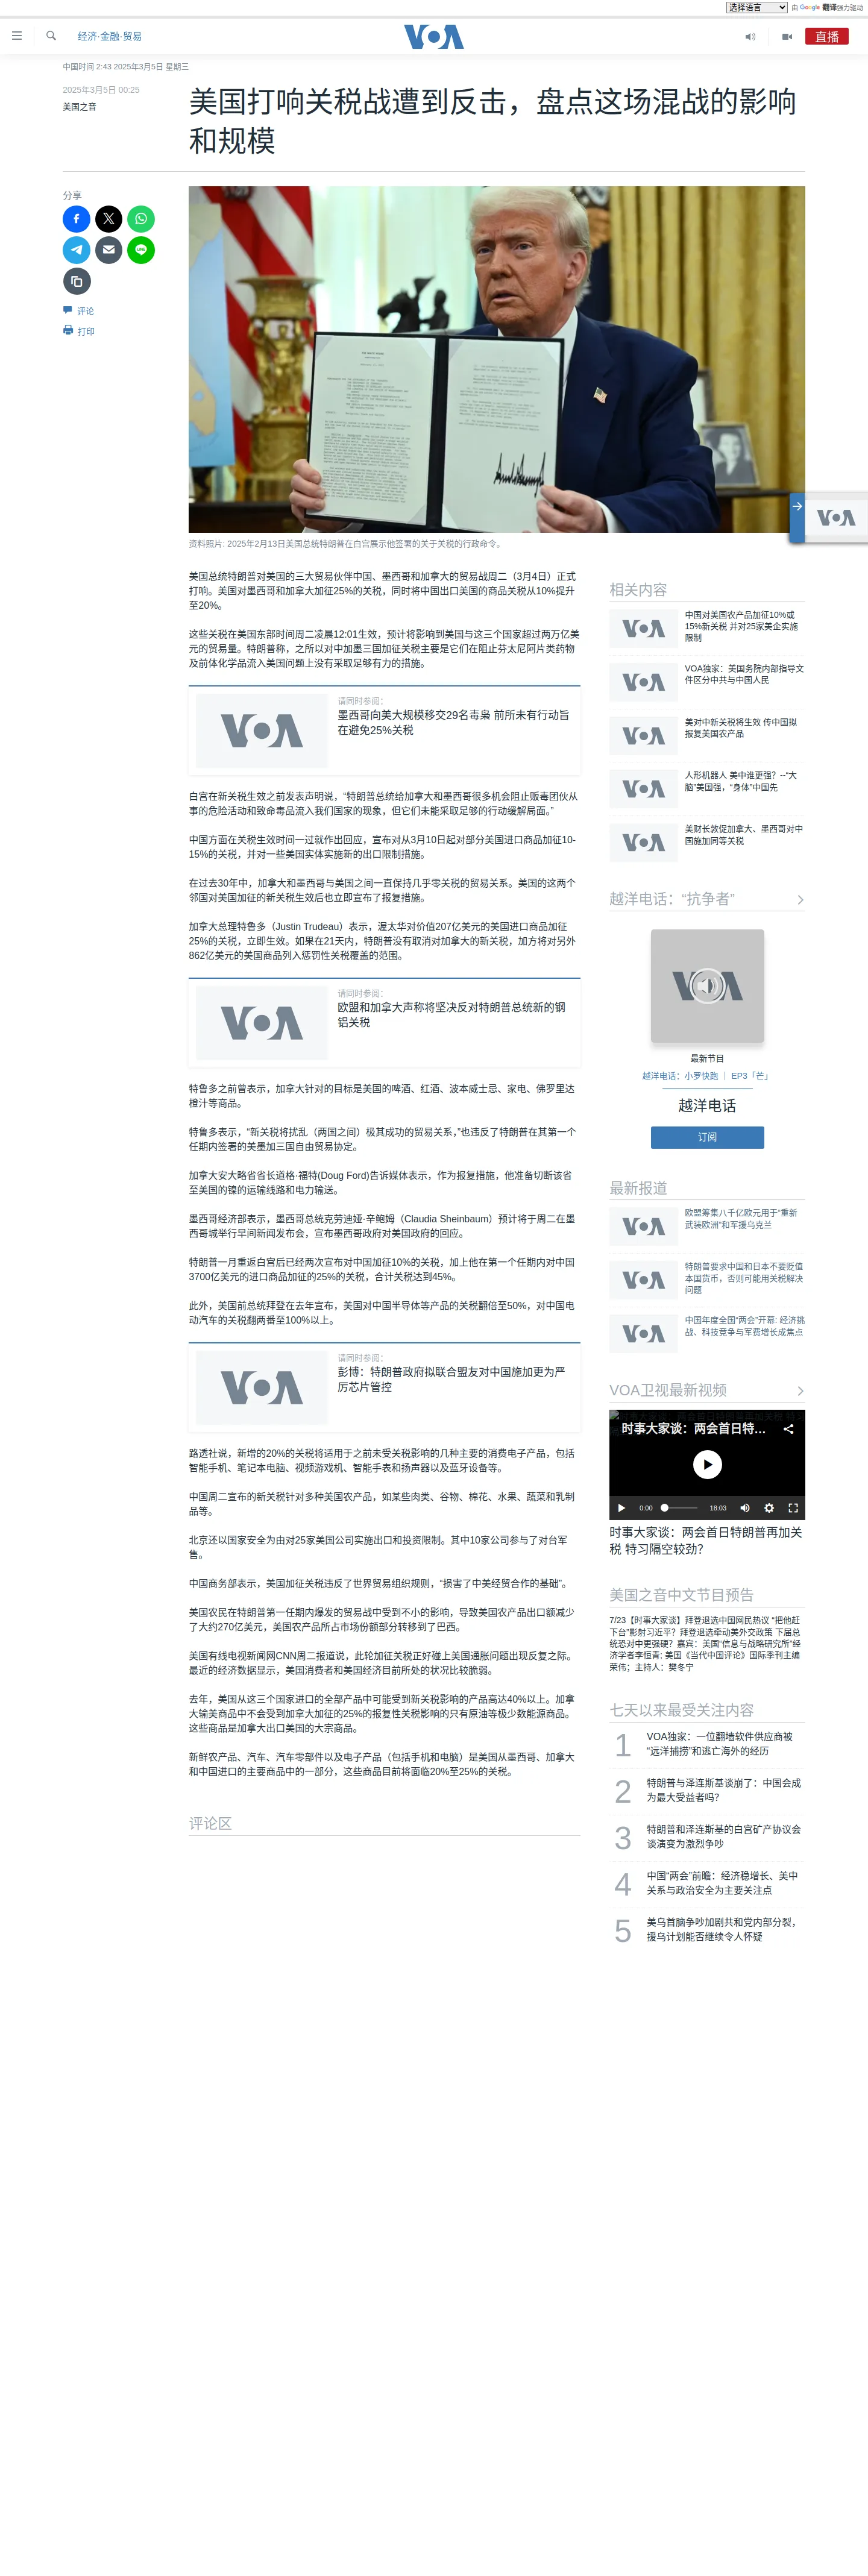 选择语言 由 Google 翻译强力驱动
经济·金融·贸易
VOA
直播
中国时间 2:43 2025年3月5日 星期三
2025年3月5日 00:25
美国之音
美国打响关税战遭到反击，盘点这场混战的影响
和规模
分享
评论
打印
资料照片: 2025年2月13日美国总统特朗普在白宫展示他签署的关于关税的行政命令。
美国总统特朗普对美国的三大贸易伙伴中国、墨西哥和加拿大的贸易战周二（3月4日）正式
打响。美国对墨西哥和加拿大加征25%的关税，同时将中国出口美国的商品关税从10%提升
至20%。
这些关税在美国东部时间周二凌晨12:01生效，预计将影响到美国与这三个国家超过两万亿美
元的贸易量。特朗普称，之所以对中加墨三国加征关税主要是它们在阻止芬太尼阿片类药物
及前体化学品流入美国问题上没有采取足够有力的措施。
VOA
请同时参阅：
墨西哥向美大规模移交29名毒枭 前所未有行动旨
在避免25%关税
白宫在新关税生效之前发表声明说，“特朗普总统给加拿大和墨西哥很多机会阻止贩毒团伙从
事的危险活动和致命毒品流入我们国家的现象，但它们未能采取足够的行动缓解局面。”
中国方面在关税生效时间一过就作出回应，宣布对从3月10日起对部分美国进口商品加征10-
15%的关税，并对一些美国实体实施新的出口限制措施。
在过去30年中，加拿大和墨西哥与美国之间一直保持几乎零关税的贸易关系。美国的这两个
邻国对美国加征的新关税生效后也立即宣布了报复措施。
加拿大总理特鲁多（Justin Trudeau）表示，渥太华对价值207亿美元的美国进口商品加征
25%的关税，立即生效。如果在21天内，特朗普没有取消对加拿大的新关税，加方将对另外
862亿美元的美国商品列入惩罚性关税覆盖的范围。
VOA
请同时参阅：
欧盟和加拿大声称将坚决反对特朗普总统新的钢
铝关税
特鲁多之前曾表示，加拿大针对的目标是美国的啤酒、红酒、波本威士忌、家电、佛罗里达
橙汁等商品。
特鲁多表示，“新关税将扰乱（两国之间）极其成功的贸易关系，”也违反了特朗普在其第一个
任期内签署的美墨加三国自由贸易协定。
加拿大安大略省省长道格·福特(Doug Ford)告诉媒体表示，作为报复措施，他准备切断该省
至美国的镍的运输线路和电力输送。
墨西哥经济部表示，墨西哥总统克劳迪娅·辛鲍姆（Claudia Sheinbaum）预计将于周二在墨
西哥城举行早间新闻发布会，宣布墨西哥政府对美国政府的回应。
特朗普一月重返白宫后已经两次宣布对中国加征10%的关税，加上他在第一个任期内对中国
3700亿美元的进口商品加征的25%的关税，合计关税达到45%。
此外，美国前总统拜登在去年宣布，美国对中国半导体等产品的关税翻倍至50%，对中国电
动汽车的关税翻两番至100%以上。
VOA
请同时参阅：
彭博：特朗普政府拟联合盟友对中国施加更为严
厉芯片管控
路透社说，新增的20%的关税将适用于之前未受关税影响的几种主要的消费电子产品，包括
智能手机、笔记本电脑、视频游戏机、智能手表和扬声器以及蓝牙设备等。
中国周二宣布的新关税针对多种美国农产品，如某些肉类、谷物、棉花、水果、蔬菜和乳制
品等。
北京还以国家安全为由对25家美国公司实施出口和投资限制。其中10家公司参与了对台军
售。
中国商务部表示，美国加征关税违反了世界贸易组织规则，“损害了中美经贸合作的基础”。
美国农民在特朗普第一任期内爆发的贸易战中受到不小的影响，导致美国农产品出口额减少
了大约270亿美元，美国农产品所占市场份额部分转移到了巴西。
美国有线电视新闻网CNN周二报道说，此轮加征关税正好碰上美国通胀问题出现反复之际。
最近的经济数据显示，美国消费者和美国经济目前所处的状况比较脆弱。
去年，美国从这三个国家进口的全部产品中可能受到新关税影响的产品高达40%以上。加拿
大输美商品中不会受到加拿大加征的25%的报复性关税影响的只有原油等极少数能源商品。
这些商品是加拿大出口美国的大宗商品。
新鲜农产品、汽车、汽车零部件以及电子产品（包括手机和电脑）是美国从墨西哥、加拿大
和中国进口的主要商品中的一部分，这些商品目前将面临20%至25%的关税。
评论区
VOA
相关内容
VOA
中国对美国农产品加征10%或
15%新关税 并对25家美企实施
限制
VOA
VOA独家：美国务院内部指导文
件区分中共与中国人民
VOA
美对中新关税将生效 传中国拟
报复美国农产品
VOA
人形机器人 美中谁更强？--“大
脑”美国强，“身体”中国先
VOA
美财长敦促加拿大、墨西哥对中
国施加同等关税
越洋电话：“抗争者”
VOA
最新节目
越洋电话：小罗快跑 ｜ EP3「芒」
越洋电话
订阅
最新报道
VOA
欧盟筹集八千亿欧元用于“重新
武装欧洲”和军援乌克兰
VOA
特朗普要求中国和日本不要贬值
本国货币，否则可能用关税解决
问题
VOA
中国年度全国“两会”开幕: 经济挑
战、科技竞争与军费增长成焦点
VOA卫视最新视频
时事大家谈：两会首日特…
0:00 18:03
时事大家谈：两会首日特朗普再加关
税 特习隔空较劲？
美国之音中文节目预告
7/23【时事大家谈】拜登退选中国网民热议 “把他赶
下台”影射习近平？拜登退选牵动美外交政策 下届总
统恐对中更强硬？嘉宾：美国“信息与战略研究所”经
济学者李恒青; 美国《当代中国评论》国际季刊主编
荣伟；主持人：樊冬宁
七天以来最受关注内容
1
VOA独家：一位翻墙软件供应商被
“远洋捕捞”和逃亡海外的经历
2
特朗普与泽连斯基谈崩了：中国会成
为最大受益者吗？
3
特朗普和泽连斯基的白宫矿产协议会
谈演变为激烈争吵
4
中国“两会”前瞻：经济稳增长、美中
关系与政治安全为主要关注点
5
美乌首脑争吵加剧共和党内部分裂，
援乌计划能否继续令人怀疑